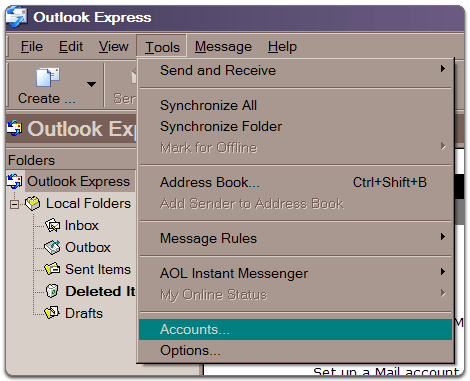 Outlook Express
File Edit View Tools Message Help
Send and Receive
Create ...
Synchronize All
Synchronize Folder
Mark for Offline
Outlook Exp
Folders
Address Book... Ctrl+Shift+B
Add Sender to Address Book
Outlook Express
Local Folders
Inbox
Outbox
Sent Items
Deleted It
Drafts
Message Rules
AOL Instant Messenger
My Online Status
Accounts...
Options...
Set up a Mail account